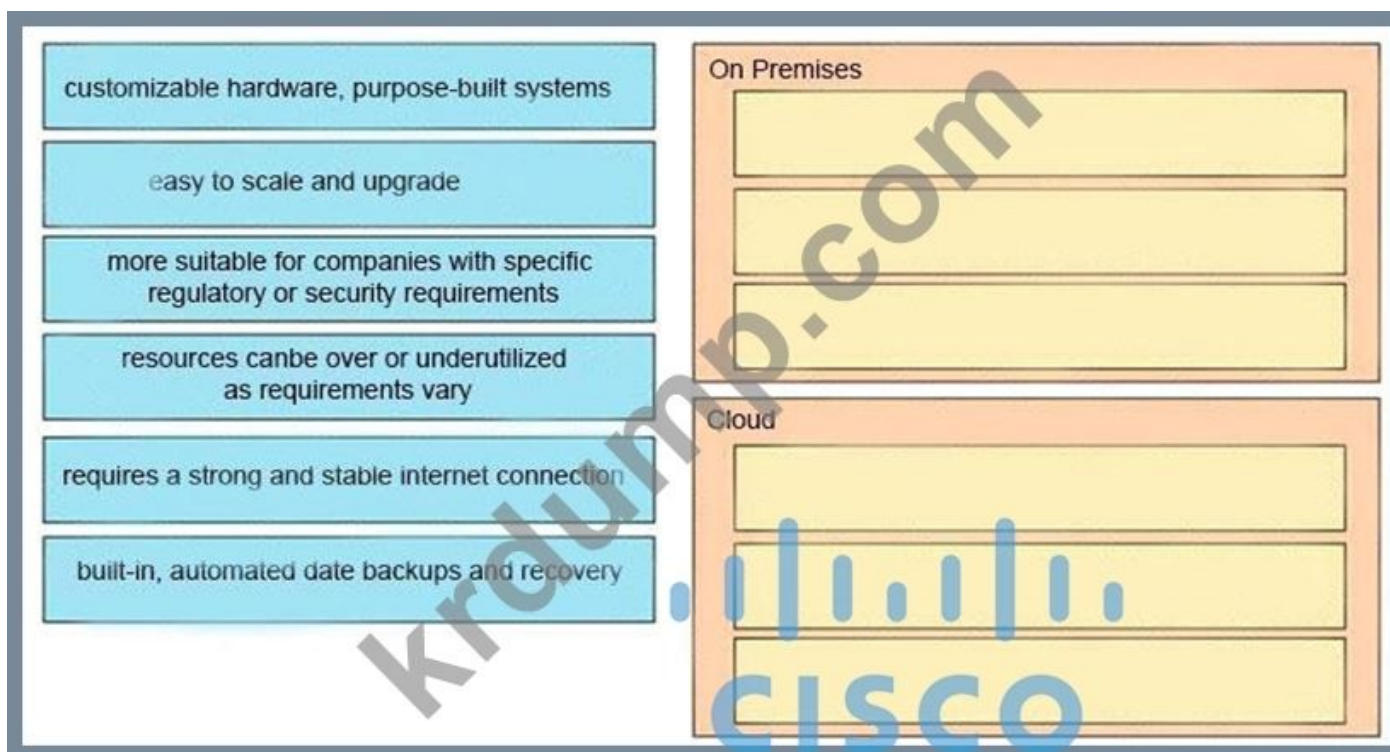 customizable hardware, purpose-built systems
easy to scale and upgrade
more suitable for companies with specific
regulatory or security requirements
resources canbe over or underutilized
as requirements vary
requires a strong and stable internet connection
built-in, automated date backups and recovery
On Premises
Cloud
krdump.com
CISCO